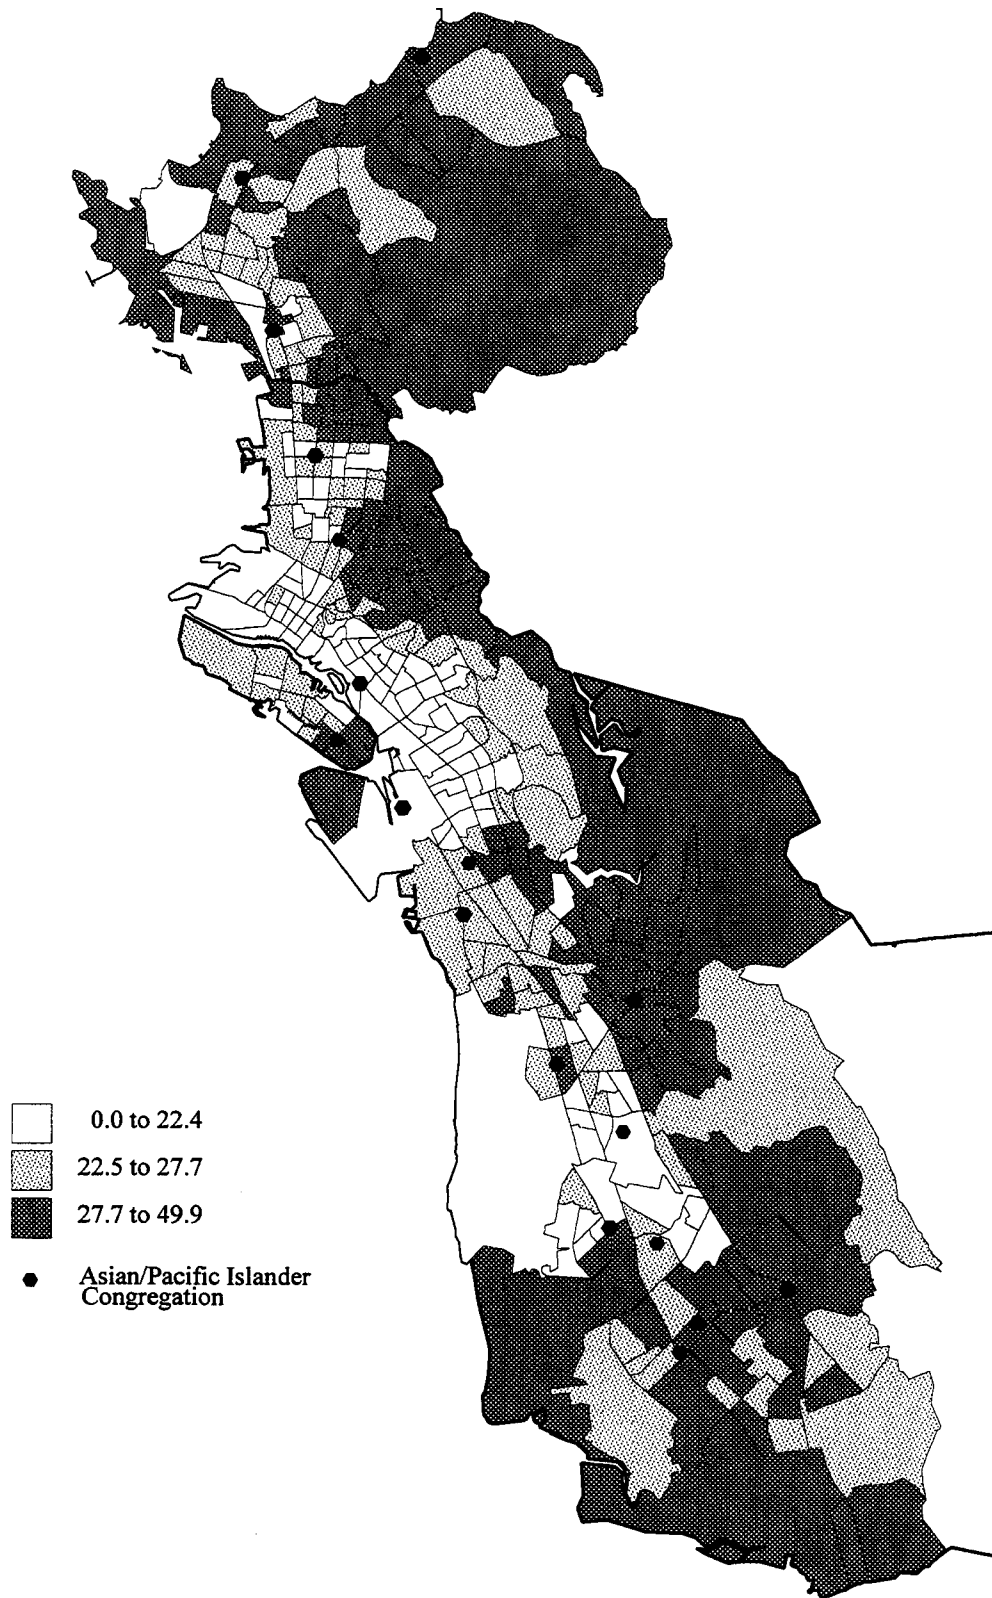 0.0 to 22.4
22.5 to 27.7
27.7 to 49.9
Asian/Pacific Islander
Congregation